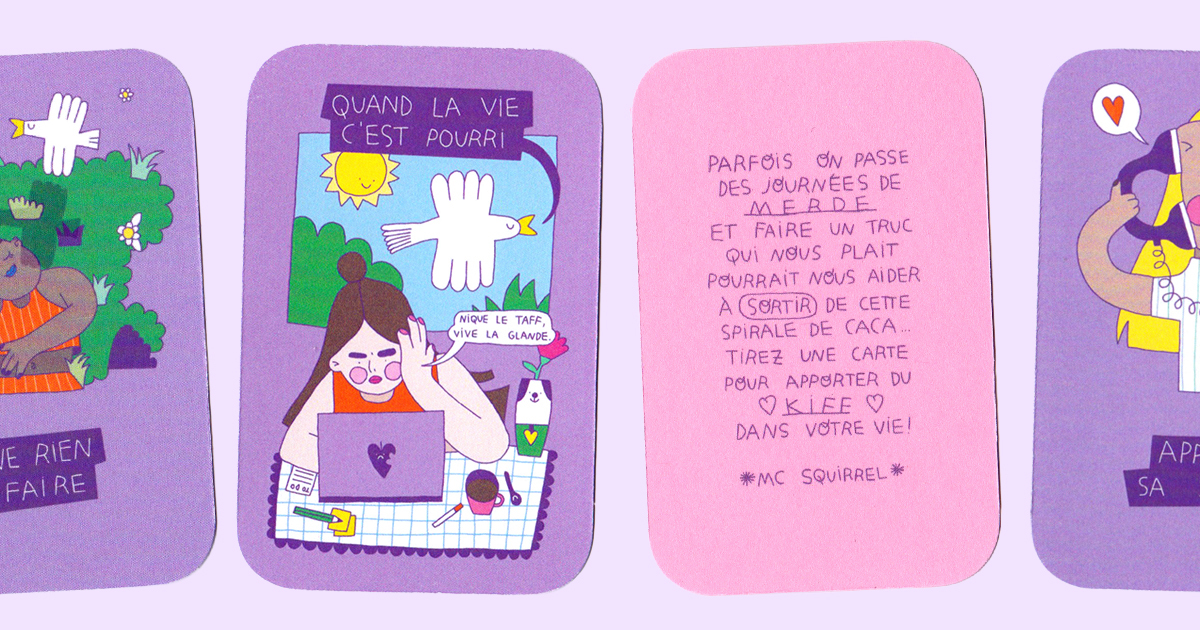 NE RIEN
FAIRE
QUAND LA VIE
C'EST POURRI
NIQUE LE TAFF,
VIVE LA GLANDE.
PARFOIS ON PASSE
DES JOURNÉES DE
MERDE
ET FAIRE UN TRUC
QUI NOUS PLAIT
POURRAIT NOUS AIDER
À SORTIR DE CETTE
SPIRALE DE CACA...
TIREZ UNE CARTE
POUR APPORTER DU
♡ KIFF ♡
DANS VOTRE VIE!
*MC SQUIRREL*
APP
SA